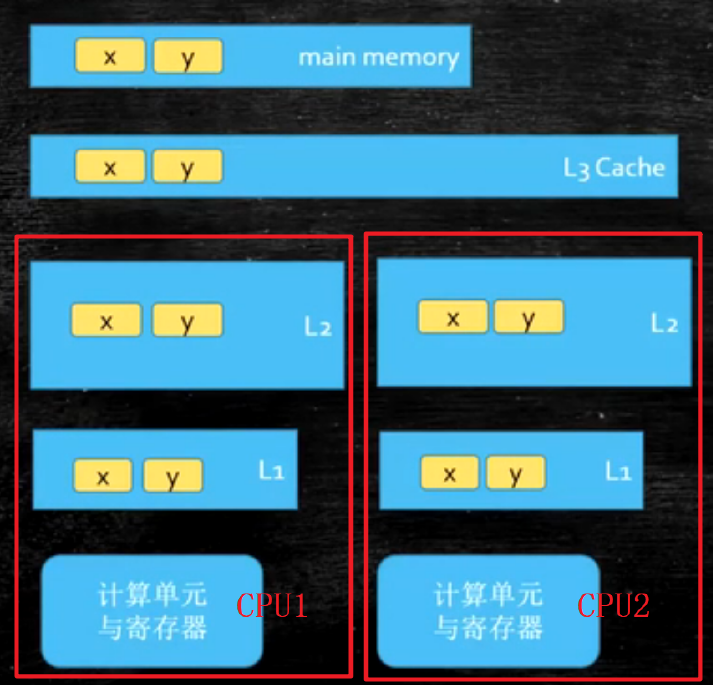 x y main memory
x y L3 Cache
x y L2
x y L2
x y L1
x y L1
计算单元
与寄存器
CPU1
计算单元
与寄存器
CPU2